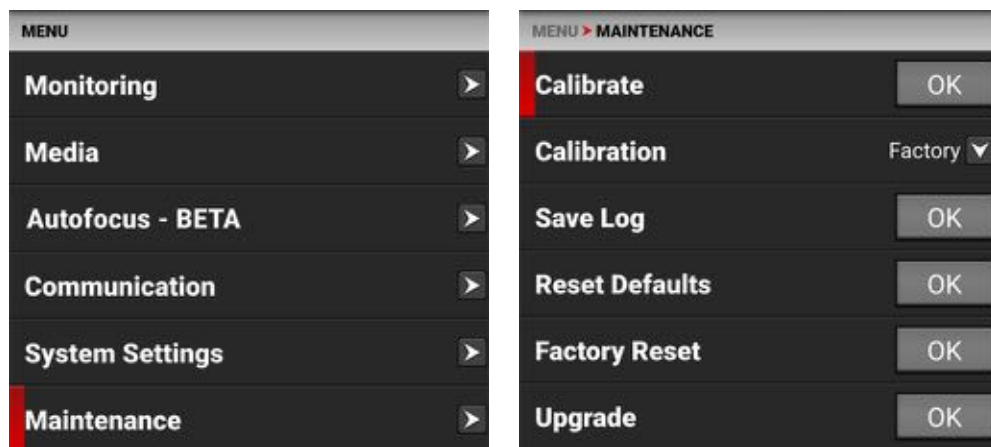 MENU
Monitoring
Media
Autofocus - BETA
Communication
System Settings
Maintenance
MENU > MAINTENANCE
Calibrate OK
Calibration Factory
Save Log OK
Reset Defaults OK
Factory Reset OK
Upgrade OK